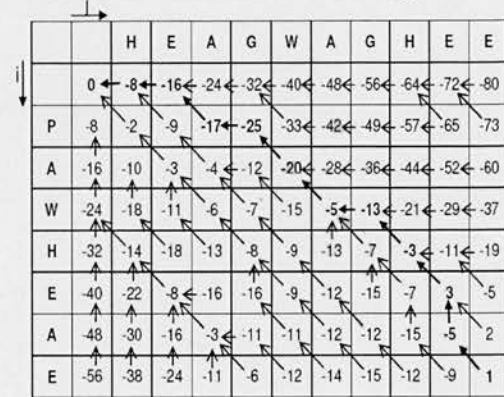 H E A G W A G H E E
i 0 -8 -16 -24 -32 -40 -48 -56 -64 -72 -80
P -8 -2 -9 -17 -25 -33 -42 -49 -57 -65 -73
A -16 -10 -3 -4 -12 -20 -28 -36 -44 -52 -60
W -24 -18 -11 -6 -7 -15 -5 -13 -21 -29 -37
H -32 -14 -18 -13 -8 -9 -13 -7 -3 -11 -19
E -40 -22 -8 -16 -16 -9 -12 -15 -7 3 -5
A -48 -30 -16 -3 -11 -11 -12 -12 -15 -5 2
E -56 -38 -24 -11 -6 -12 -14 -15 -12 -9 1